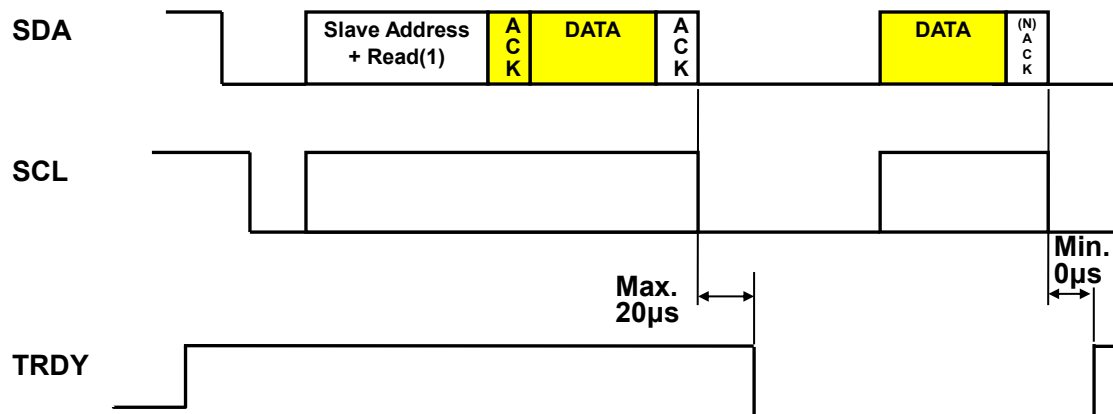 SDA
Slave Address
+ Read(1)
A
C
K
DATA
A
C
K
DATA
(N)
A
C
K
SCL
Max.
20µs
Min.
0µs
TRDY